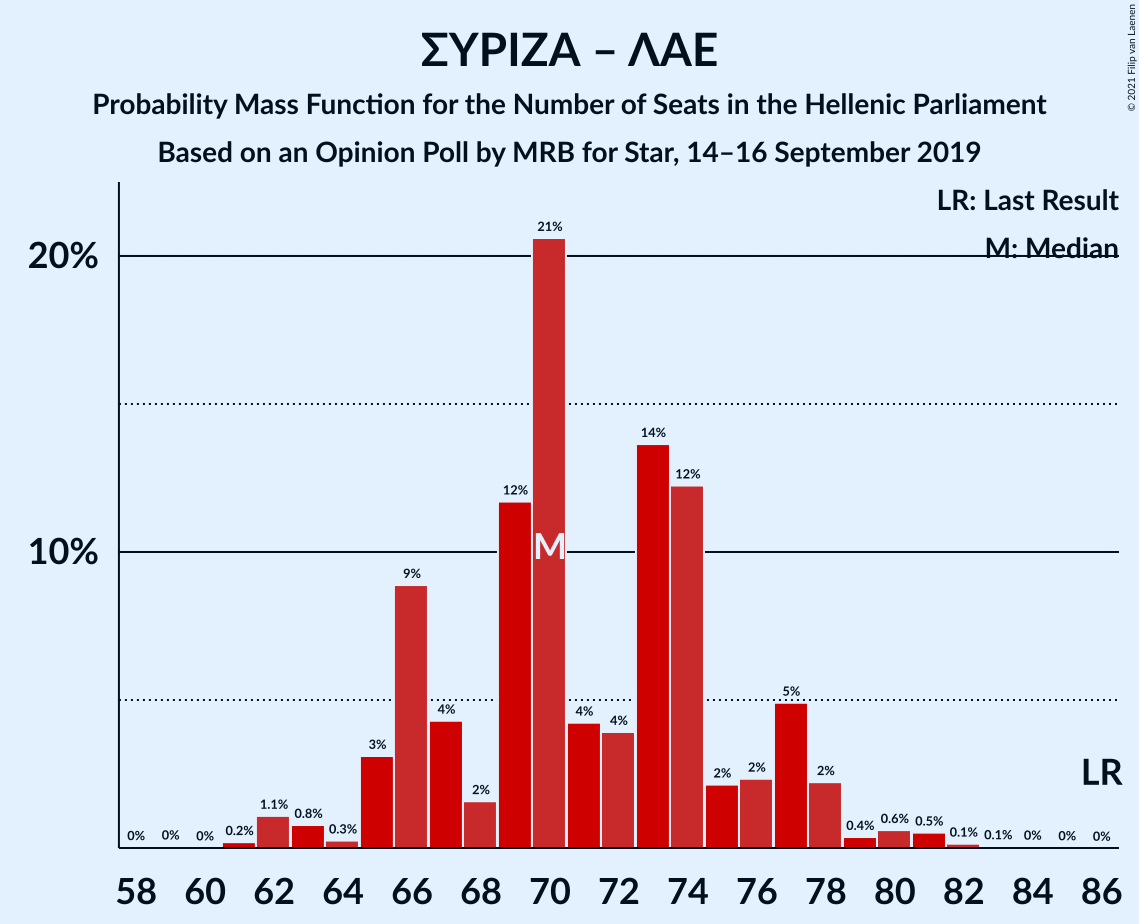 ΣΥΡΙΖΑ – ΛΑΕ
Probability Mass Function for the Number of Seats in the Hellenic Parliament
Based on an Opinion Poll by MRB for Star, 14–16 September 2019
© 2021 Filip van Laenen
LR: Last Result
M: Median
20%
10%
0% 0% 0% 0.2% 1.1% 0.8% 0.3% 3% 9% 4% 2% 12% 21% 4% 4% 14% 12% 2% 2% 5% 2% 0.4% 0.6% 0.5% 0.1% 0.1% 0% 0% 0%
M
LR
58 60 62 64 66 68 70 72 74 76 78 80 82 84 86